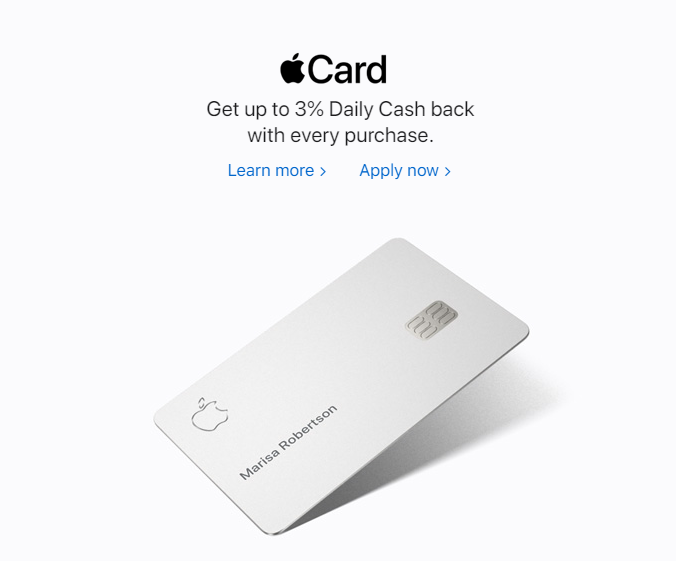 Card
Get up to 3% Daily Cash back
with every purchase.
Learn more > Apply now >
Marisa Robertson